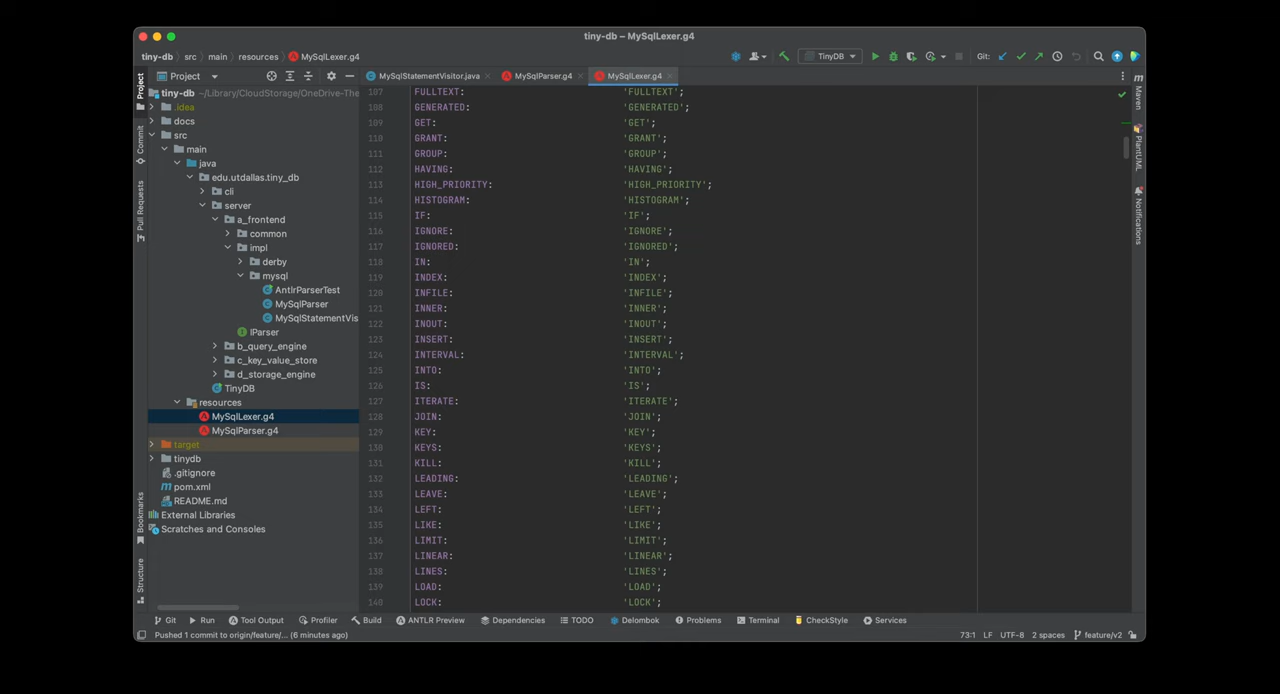 tiny-db – MySqlLexer.g4
tiny-db
src
main
resources
MySqlLexer.g4
TinyDB
Git:
Project
MySqlStatementVisitor.java
MySqlParser.g4
MySqlLexer.g4
Project
Commit
Pull Requests
Bookmarks
Structure
tiny-db ~/Library/CloudStorage/OneDrive-The
.idea
docs
src
main
java
edu.utdallas.tiny_db
cli
server
a_frontend
common
impl
derby
mysql
AntlrParserTest
MySqlParser
MySqlStatementVis
IParser
b_query_engine
c_key_value_store
d_storage_engine
TinyDB
resources
MySqlLexer.g4
MySqlParser.g4
target
tinydb
.gitignore
pom.xml
README.md
External Libraries
Scratches and Consoles
107 FULLTEXT: 'FULLTEXT';
108 GENERATED: 'GENERATED';
109 GET: 'GET';
110 GRANT: 'GRANT';
111 GROUP: 'GROUP';
112 HAVING: 'HAVING';
113 HIGH_PRIORITY: 'HIGH_PRIORITY';
114 HISTOGRAM: 'HISTOGRAM';
115 IF: 'IF';
116 IGNORE: 'IGNORE';
117 IGNORED: 'IGNORED';
118 IN: 'IN';
119 INDEX: 'INDEX';
120 INFILE: 'INFILE';
121 INNER: 'INNER';
122 INOUT: 'INOUT';
123 INSERT: 'INSERT';
124 INTERVAL: 'INTERVAL';
125 INTO: 'INTO';
126 IS: 'IS';
127 ITERATE: 'ITERATE';
128 JOIN: 'JOIN';
129 KEY: 'KEY';
130 KEYS: 'KEYS';
131 KILL: 'KILL';
132 LEADING: 'LEADING';
133 LEAVE: 'LEAVE';
134 LEFT: 'LEFT';
135 LIKE: 'LIKE';
136 LIMIT: 'LIMIT';
137 LINEAR: 'LINEAR';
138 LINES: 'LINES';
139 LOAD: 'LOAD';
140 LOCK: 'LOCK';
m
Maven
PlantUML
Notifications
Git
Run
Tool Output
Profiler
Build
ANTLR Preview
Dependencies
TODO
Delombok
Problems
Terminal
CheckStyle
Services
Pushed 1 commit to origin/feature/... (6 minutes ago)
73:1
LF
UTF-8
2 spaces
feature/v2